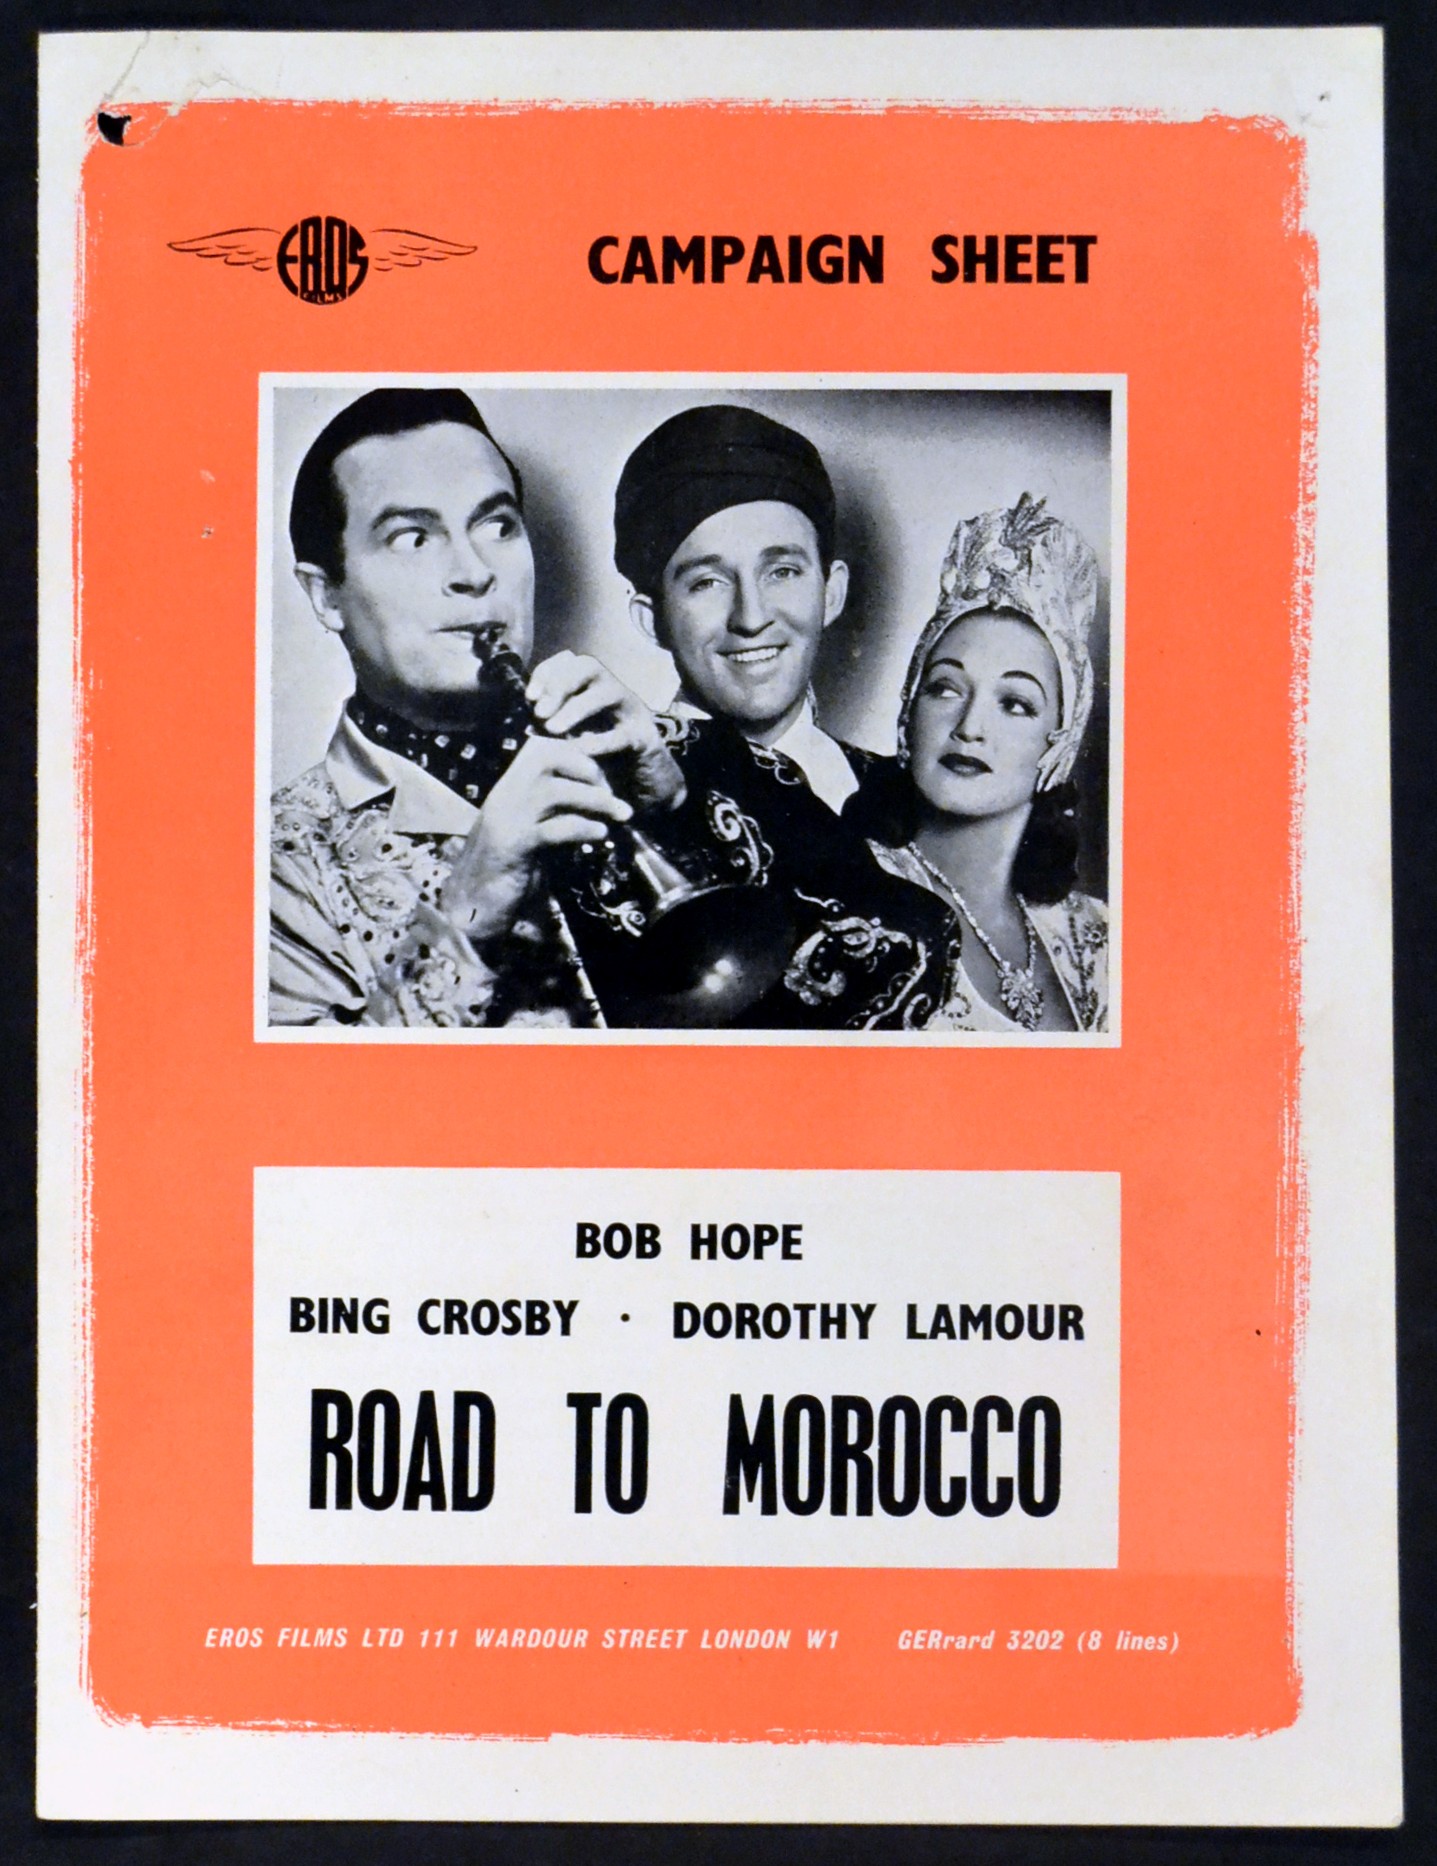 EROS
FILMS
CAMPAIGN SHEET
BOB HOPE
BING CROSBY · DOROTHY LAMOUR
ROAD TO MOROCCO
EROS FILMS LTD 111 WARDOUR STREET LONDON W1 GERrard 3202 (8 lines)